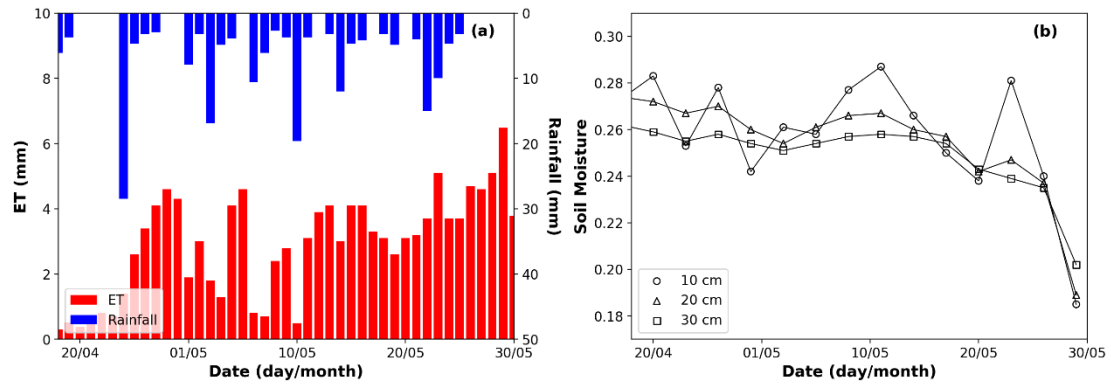 (a)
10
8
6
4
2
0
ET (mm)
0
10
20
30
40
50
Rainfall (mm)
ET
Rainfall
20/04
01/05
10/05
20/05
30/05
Date (day/month)
(b)
0.30
0.28
0.26
0.24
0.22
0.20
0.18
Soil Moisture
10 cm
20 cm
30 cm
20/04
01/05
10/05
20/05
30/05
Date (day/month)